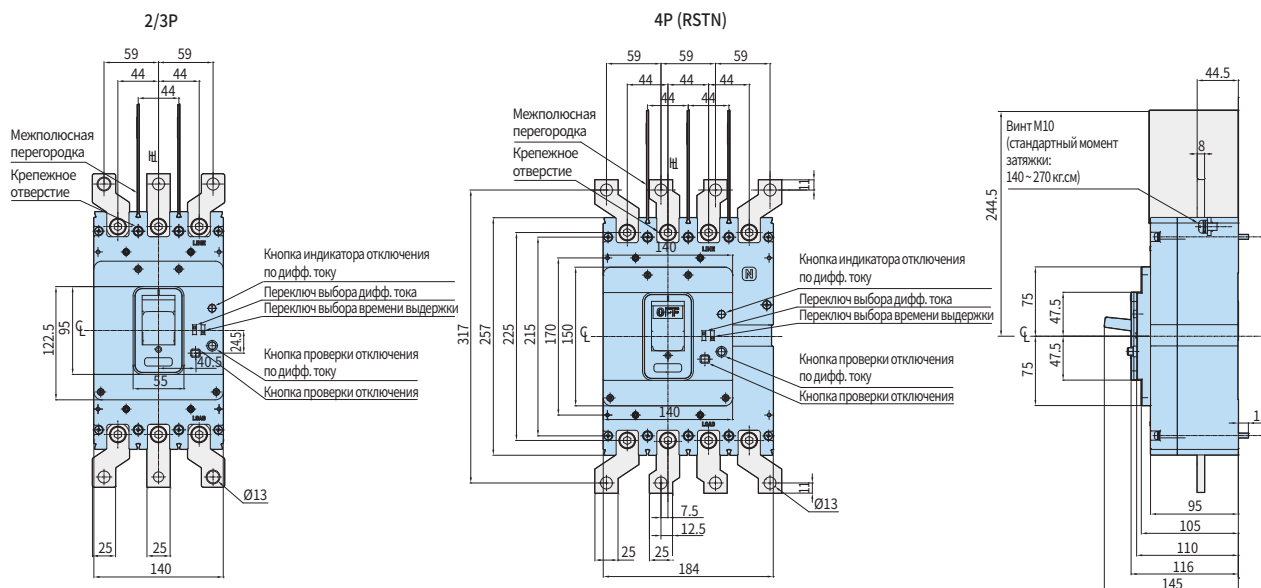 2/3P
59
59
44
44
44
Межполюсная
перегородка
Крепежное
отверстие
LINE
Кнопка индикатора отключения
по дифф. току
Переключ выбора дифф. тока
Переключ выбора времени выдержки
122.5
95
24.5
40.5
55
Кнопка проверки отключения
по дифф. току
Кнопка проверки отключения
LOAD
Ø13
25
25
140
4P (RSTN)
59
59
59
44
44
44
44
44
Межполюсная
перегородка
Крепежное
отверстие
11
LINE
140
N
OFF
317
257
225
215
170
150
Кнопка индикатора отключения
по дифф. току
Переключ выбора дифф. тока
Переключ выбора времени выдержки
Кнопка проверки отключения
по дифф. току
Кнопка проверки отключения
140
LOAD
11
Ø13
7.5
12.5
25
25
184
44.5
Винт М10
(стандартный момент
затяжки:
140 ~ 270 кг.см)
8
244.5
75
47.5
47.5
75
1
95
105
110
116
145